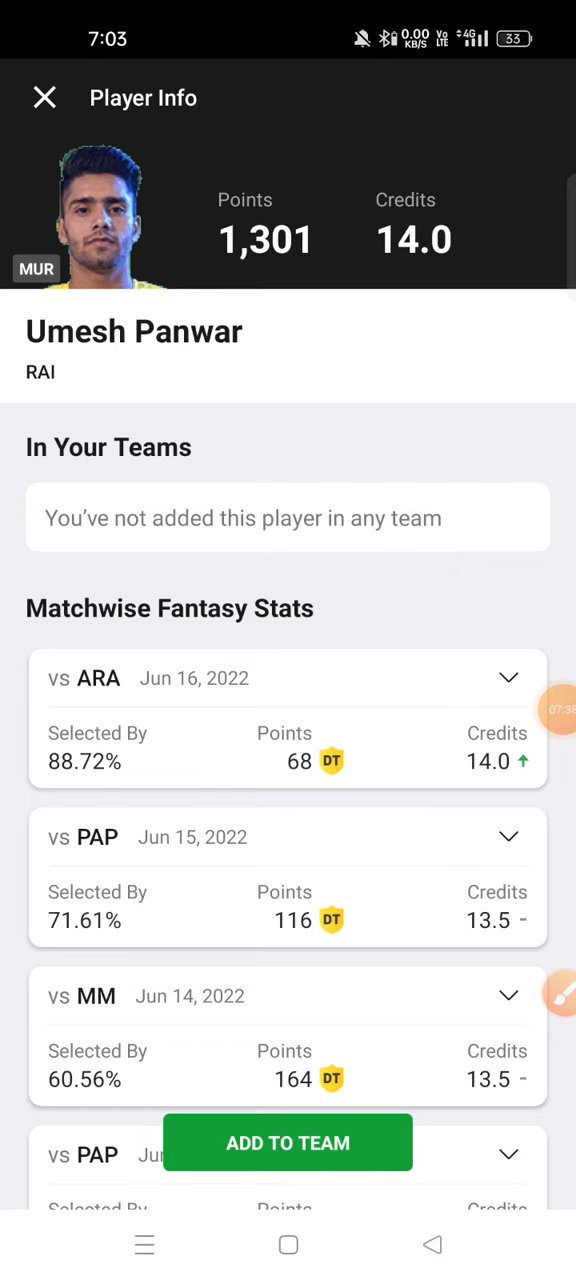 7:03
0.00 KB/S Vo LTE 4G 33
Player Info
Points Credits
1,301 14.0
MUR
Umesh Panwar
RAI
In Your Teams
You’ve not added this player in any team
Matchwise Fantasy Stats
vs ARA Jun 16, 2022
Selected By Points Credits
88.72% 68 DT 14.0
07:38
vs PAP Jun 15, 2022
Selected By Points Credits
71.61% 116 DT 13.5 -
vs MM Jun 14, 2022
Selected By Points Credits
60.56% 164 DT 13.5 -
ADD TO TEAM
vs PAP
Selected By Points Credits